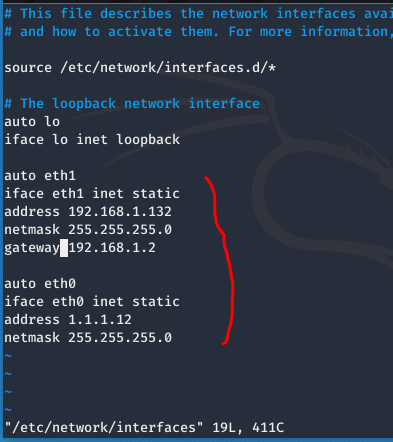 # This file describes the network interfaces avai
# and how to activate them. For more information,
source /etc/network/interfaces.d/*
# The loopback network interface
auto lo
iface lo inet loopback
auto eth1
iface eth1 inet static
address 192.168.1.132
netmask 255.255.255.0
gateway 192.168.1.2
auto eth0
iface eth0 inet static
address 1.1.1.12
netmask 255.255.255.0
~
~
~
~
"/etc/network/interfaces" 19L, 411C